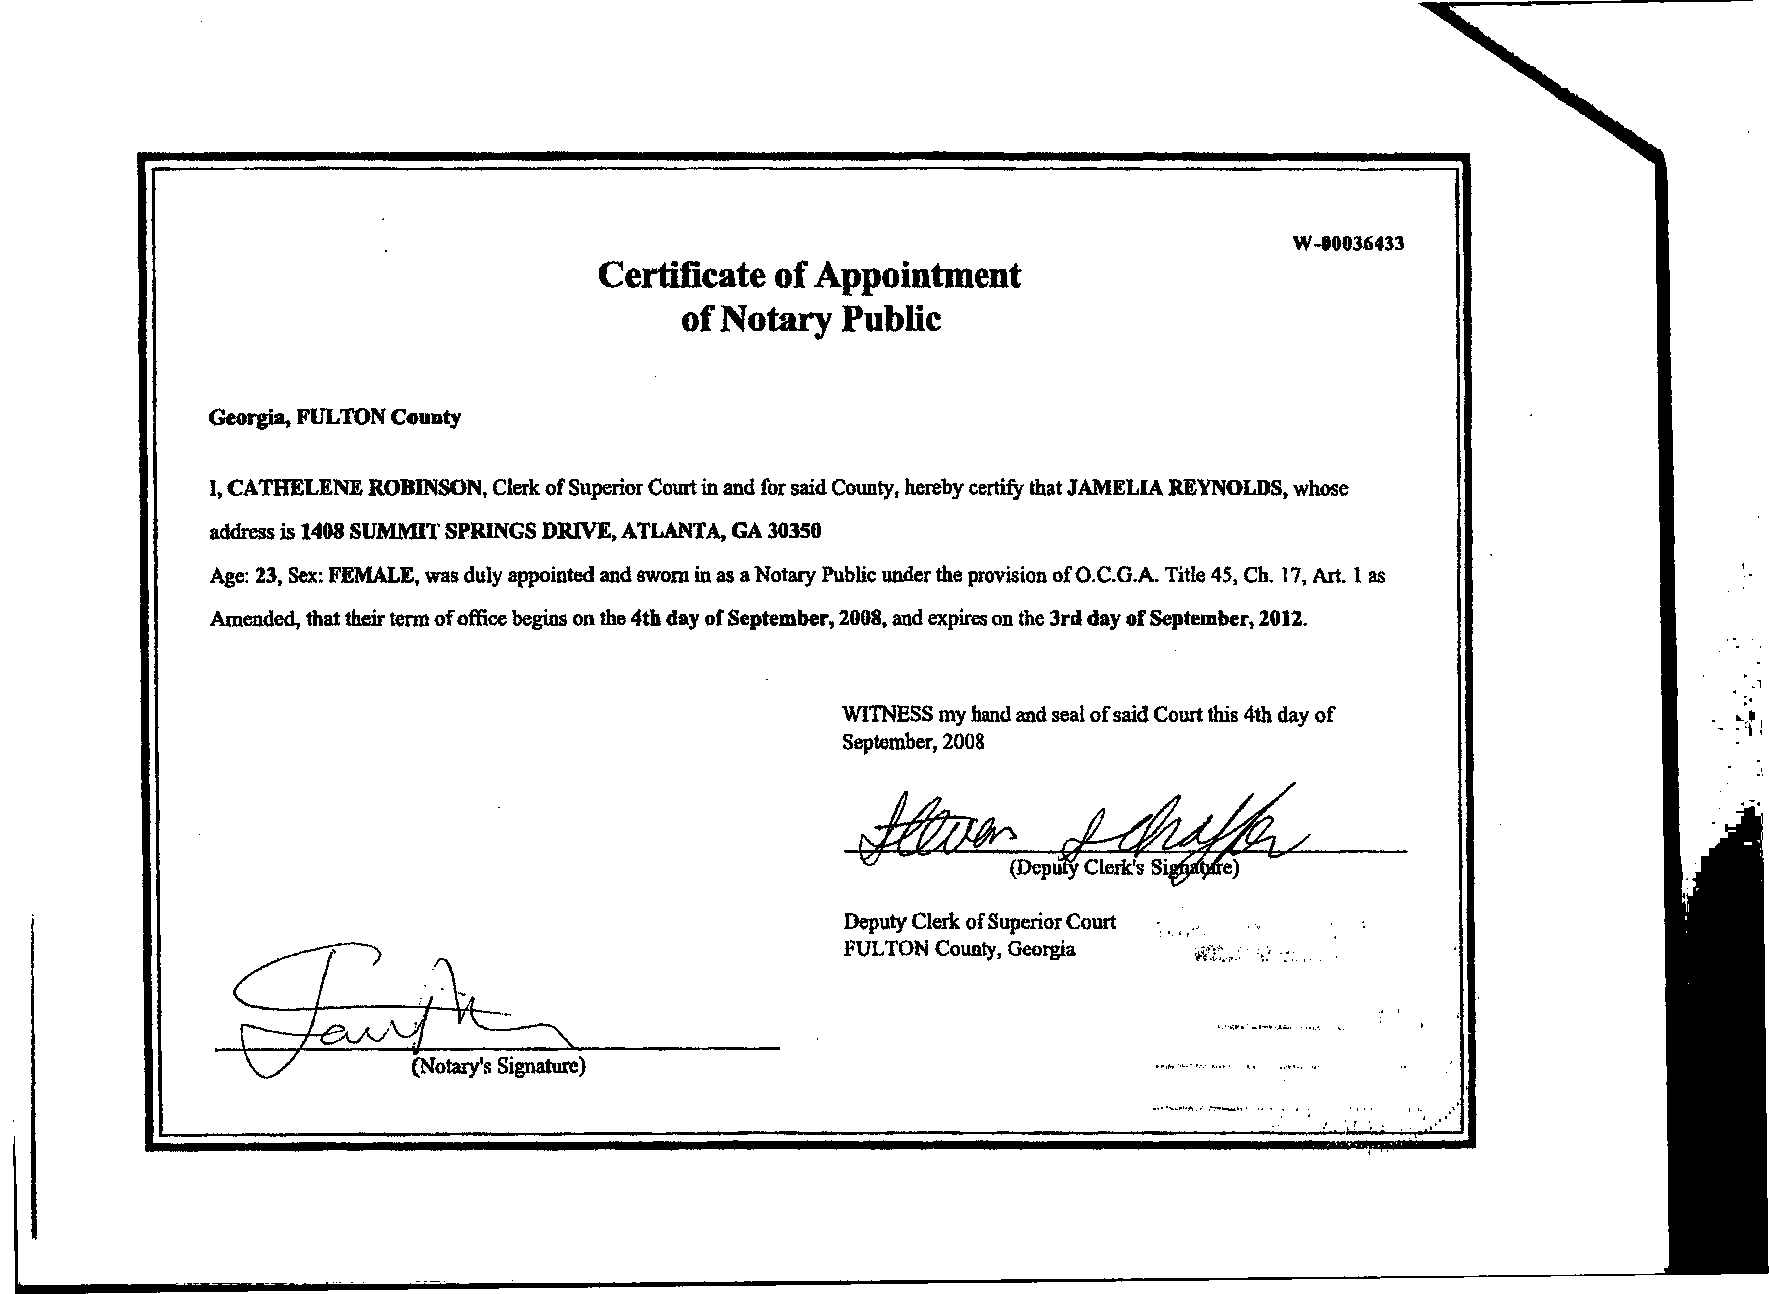 W-00036433
Certificate of Appointment
of Notary Public
Georgia, FULTON County
I, CATHELENE ROBINSON, Clerk of Superior Court in and for said County, hereby certify that JAMELIA REYNOLDS, whose
address is 1408 SUMMIT SPRINGS DRIVE, ATLANTA, GA 30350
Age: 23, Sex: FEMALE, was duly appointed and sworn in as a Notary Public under the provision of O.C.G.A. Title 45, Ch. 17, Art. 1 as
Amended, that their term of office begins on the 4th day of September, 2008, and expires on the 3rd day of September, 2012.
WITNESS my hand and seal of said Court this 4th day of
September, 2008
Steven Schaffer
(Deputy Clerk's Signature)
Deputy Clerk of Superior Court
FULTON County, Georgia
(Notary's Signature)